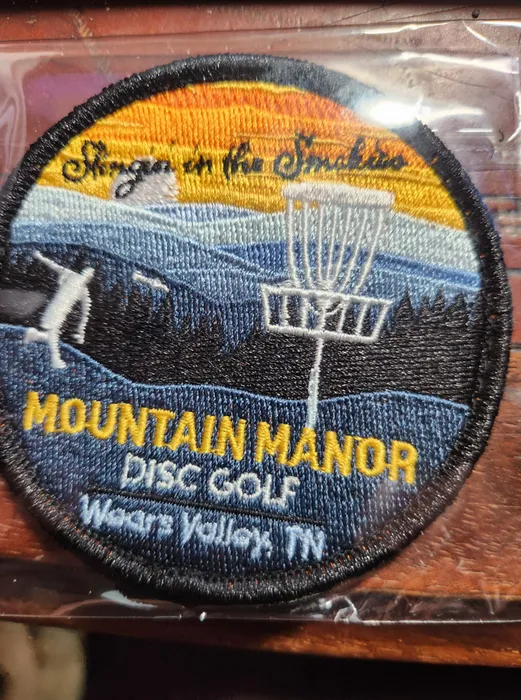 Slingin' in the Smokies
MOUNTAIN MANOR
DISC GOLF
Wears Valley, TN